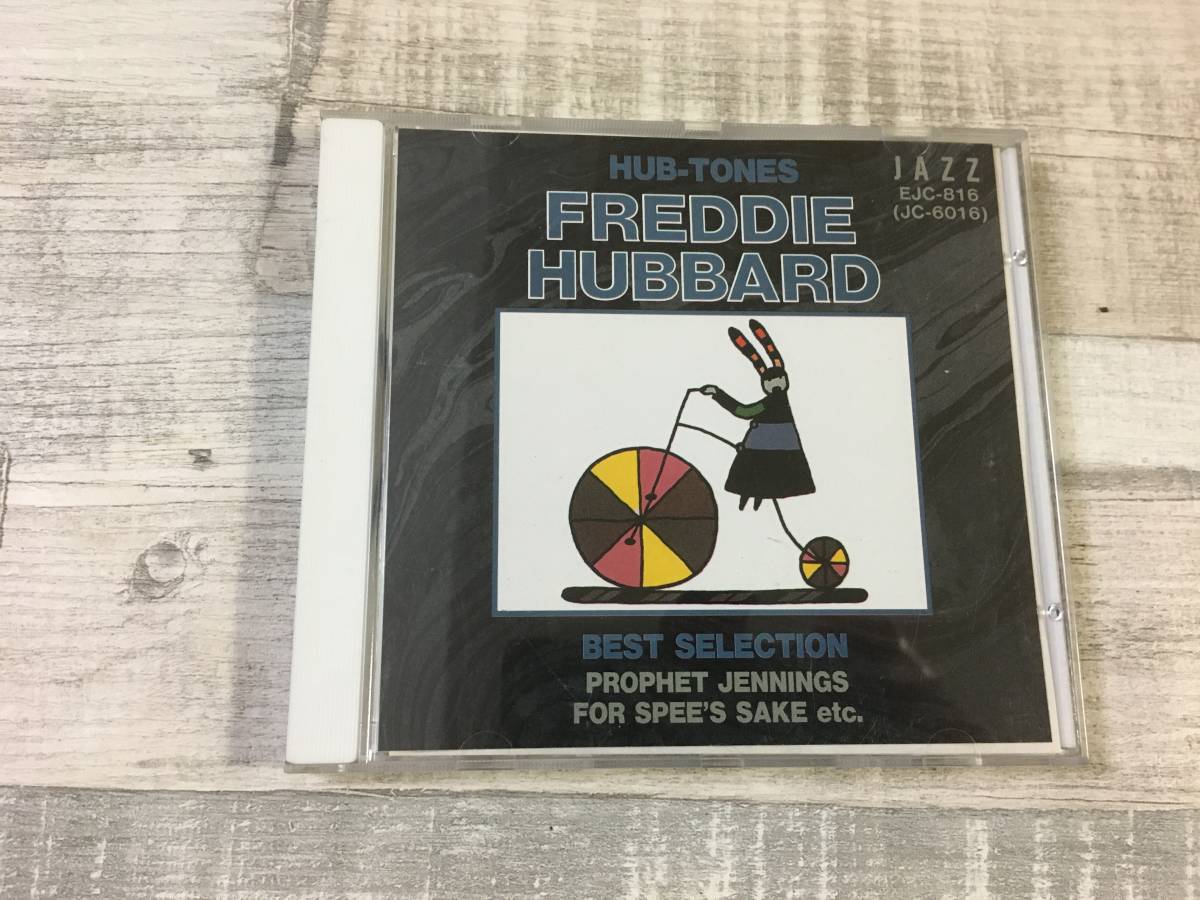 HUB-TONES
FREDDIE
HUBBARD
JAZZ
EJC-816
(JC-6016)
BEST SELECTION
PROPHET JENNINGS
FOR SPEE'S SAKE etc.